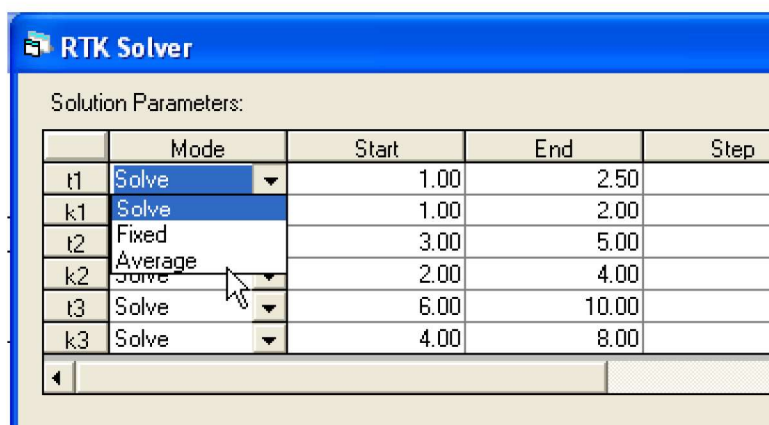 RTK Solver
Solution Parameters:
Mode Start End Step
t1 Solve 1.00 2.50
k1 Solve 1.00 2.00
t2 Fixed 3.00 5.00
Average
k2 Solve 2.00 4.00
t3 Solve 6.00 10.00
k3 Solve 4.00 8.00